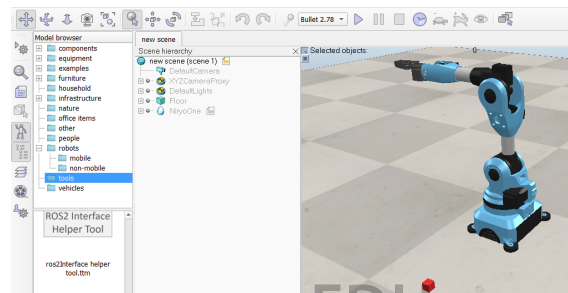 Bullet 2.78
Model browser
components
equipment
examples
furniture
household
infrastructure
nature
office items
other
people
robots
mobile
non-mobile
tools
vehicles
ROS2 Interface
Helper Tool
ros2Interface helper
tool.ttm
new scene
Scene hierarchy
new scene (scene 1)
DefaultCamera
XYZCameraProxy
DefaultLights
Floor
NiryoOne
Selected objects:
0